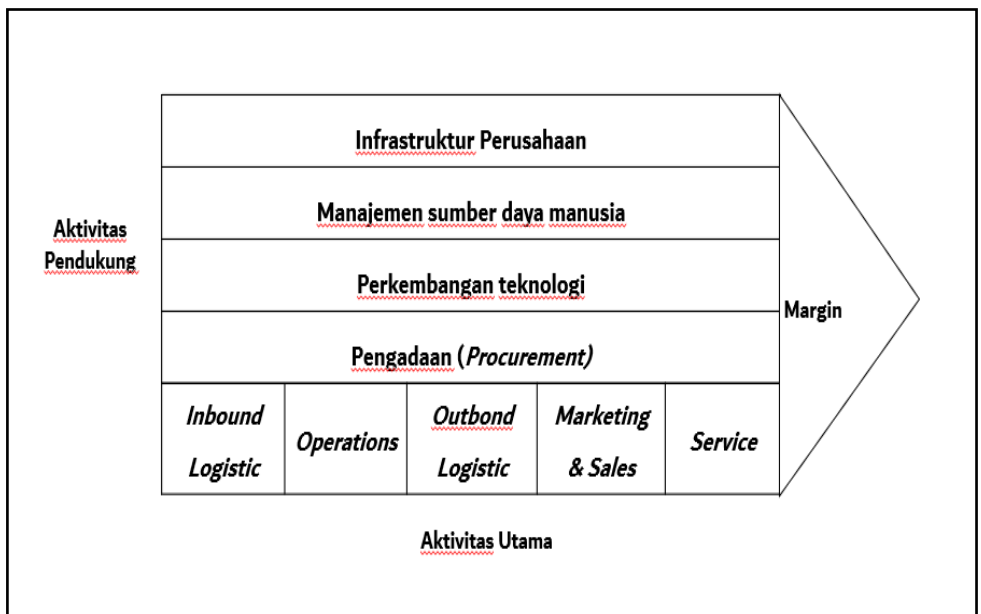 Infrastruktur Perusahaan
Manajemen sumber daya manusia
Aktivitas
Pendukung
Perkembangan teknologi
Margin
Pengadaan (Procurement)
Inbound
Logistic
Operations
Outbond
Logistic
Marketing
& Sales
Service
Aktivitas Utama